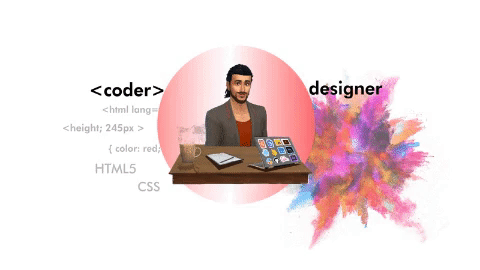 <coder>
designer
<html lang=
<height; 245px >
{ color: red;
HTML5
CSS